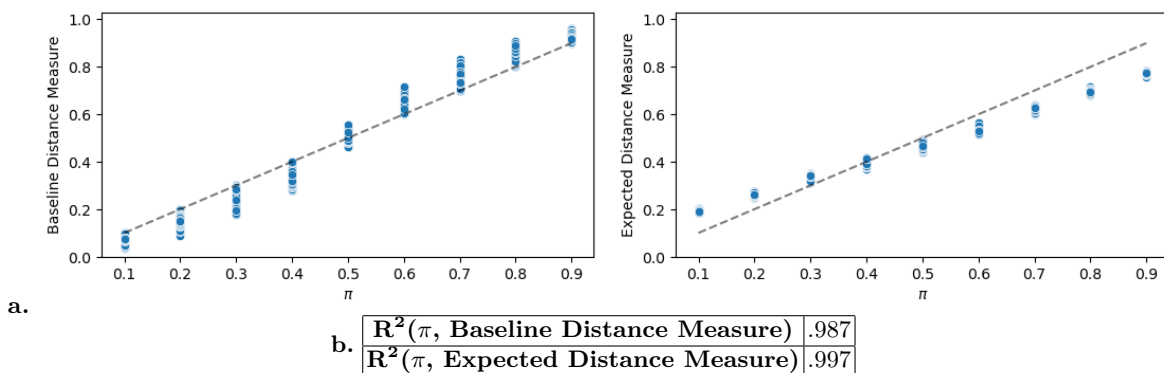 Baseline Distance Measure
1.0
0.8
0.6
0.4
0.2
0.0
0.1 0.2 0.3 0.4 0.5 0.6 0.7 0.8 0.9
π
Expected Distance Measure
1.0
0.8
0.6
0.4
0.2
0.0
0.1 0.2 0.3 0.4 0.5 0.6 0.7 0.8 0.9
π
a.
b.
R²(π, Baseline Distance Measure) .987
R²(π, Expected Distance Measure) .997